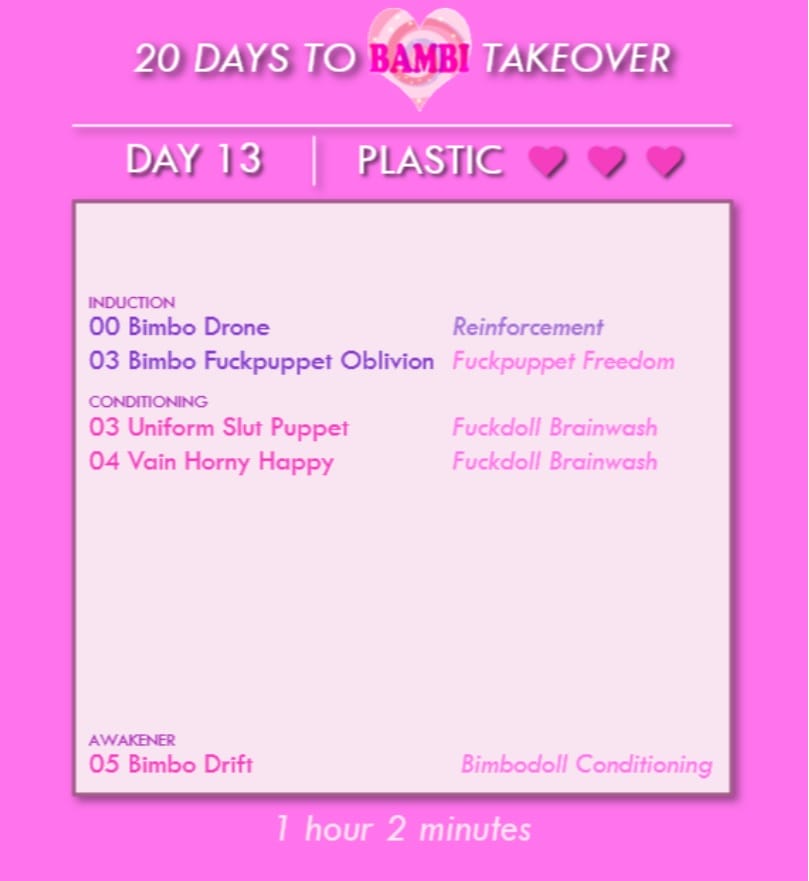 20 DAYS TO BAMBI TAKEOVER
DAY 13 PLASTIC
INDUCTION
00 Bimbo Drone Reinforcement
03 Bimbo Fuckpuppet Oblivion Fuckpuppet Freedom
CONDITIONING
03 Uniform Slut Puppet Fuckdoll Brainwash
04 Vain Horny Happy Fuckdoll Brainwash
AWAKENER
05 Bimbo Drift Bimbodoll Conditioning
1 hour 2 minutes